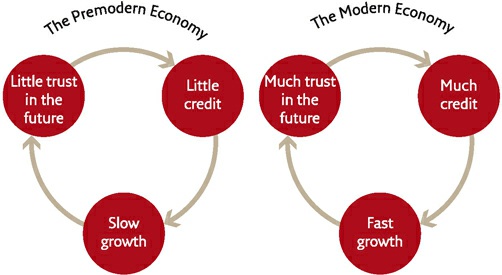 The Premodern Economy
Little trust
in the
future
Little
credit
Slow
growth
The Modern Economy
Much trust
in the
future
Much
credit
Fast
growth